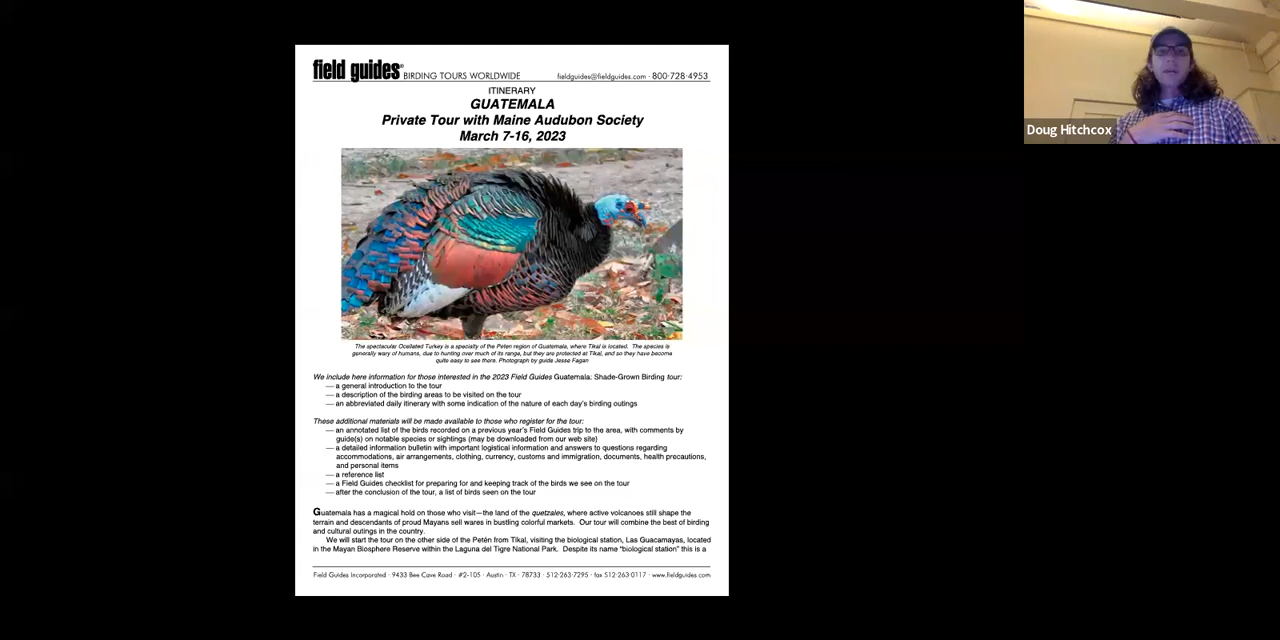 field guides® BIRDING TOURS WORLDWIDE fieldguides@fieldguides.com · 800·728·4953
ITINERARY
GUATEMALA
Private Tour with Maine Audubon Society
March 7-16, 2023
The spectacular Ocellated Turkey is a specialty of the Peten region of Guatemala, where Tikal is located. The species is
generally wary of humans, due to hunting over much of its range, but they are protected at Tikal, and so they have become
quite easy to see there. Photograph by guide Jesse Fagan
We include here information for those interested in the 2023 Field Guides Guatemala: Shade-Grown Birding tour:
— a general introduction to the tour
— a description of the birding areas to be visited on the tour
— an abbreviated daily itinerary with some indication of the nature of each day's birding outings
These additional materials will be made available to those who register for the tour:
— an annotated list of the birds recorded on a previous year's Field Guides trip to the area, with comments by
guide(s) on notable species or sightings (may be downloaded from our web site)
— a detailed information bulletin with important logistical information and answers to questions regarding
accommodations, air arrangements, clothing, currency, customs and immigration, documents, health precautions,
and personal items
— a reference list
— a Field Guides checklist for preparing for and keeping track of the birds we see on the tour
— after the conclusion of the tour, a list of birds seen on the tour
Guatemala has a magical hold on those who visit—the land of the quetzales, where active volcanoes still shape the
terrain and descendants of proud Mayans sell wares in bustling colorful markets. Our tour will combine the best of birding
and cultural outings in the country.
We will start the tour on the other side of the Petén from Tikal, visiting the biological station, Las Guacamayas, located
in the Mayan Biosphere Reserve within the Laguna del Tigre National Park. Despite its name "biological station" this is a
Field Guides Incorporated · 9433 Bee Cave Road · #2-105 · Austin · TX · 78733 · 512·263·7295 · fax 512·263·0117 · www.fieldguides.com
Doug Hitchcox